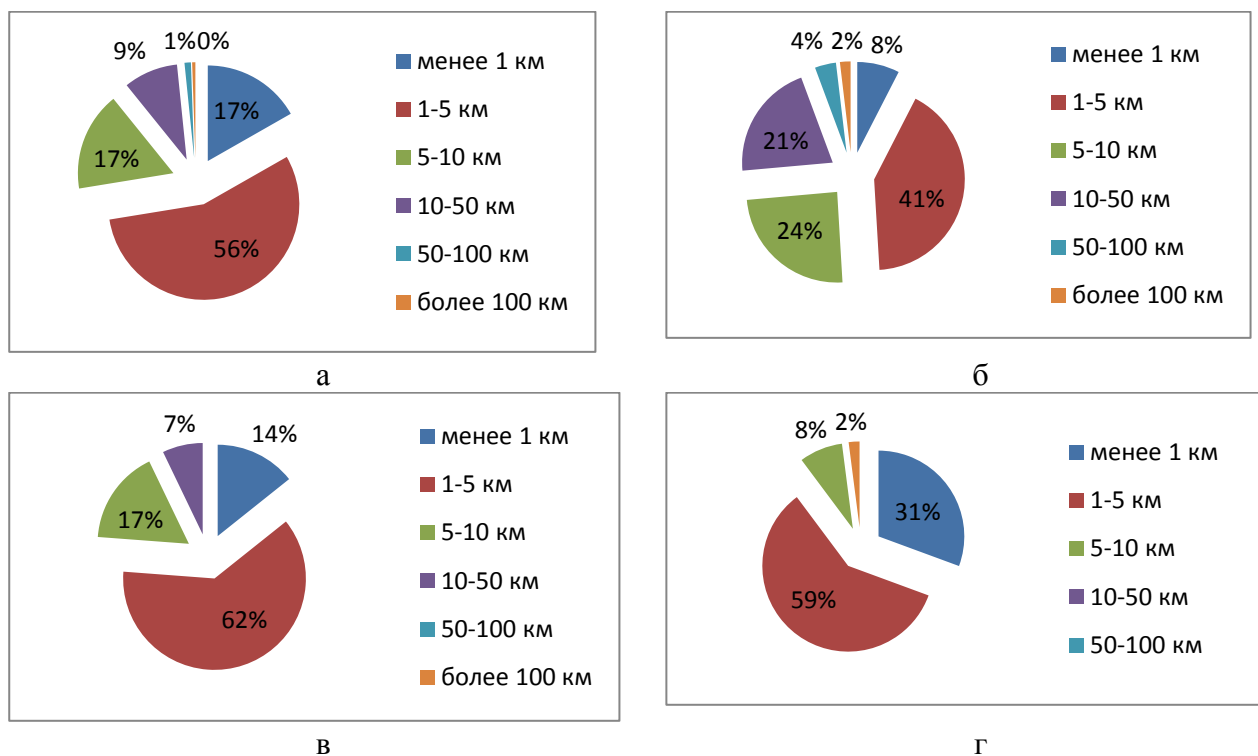 9%
1%
0%
17%
17%
56%
менее 1 км
1-5 км
5-10 км
10-50 км
50-100 км
более 100 км
а
4%
2%
8%
21%
41%
24%
менее 1 км
1-5 км
5-10 км
10-50 км
50-100 км
более 100 км
б
7%
14%
17%
62%
менее 1 км
1-5 км
5-10 км
10-50 км
50-100 км
более 100 км
в
8%
2%
31%
59%
менее 1 км
1-5 км
5-10 км
10-50 км
50-100 км
г